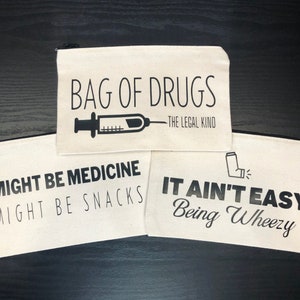 BAG OF DRUGS
THE LEGAL KIND
MIGHT BE MEDICINE
MIGHT BE SNACKS
IT AIN'T EASY
Being Wheezy